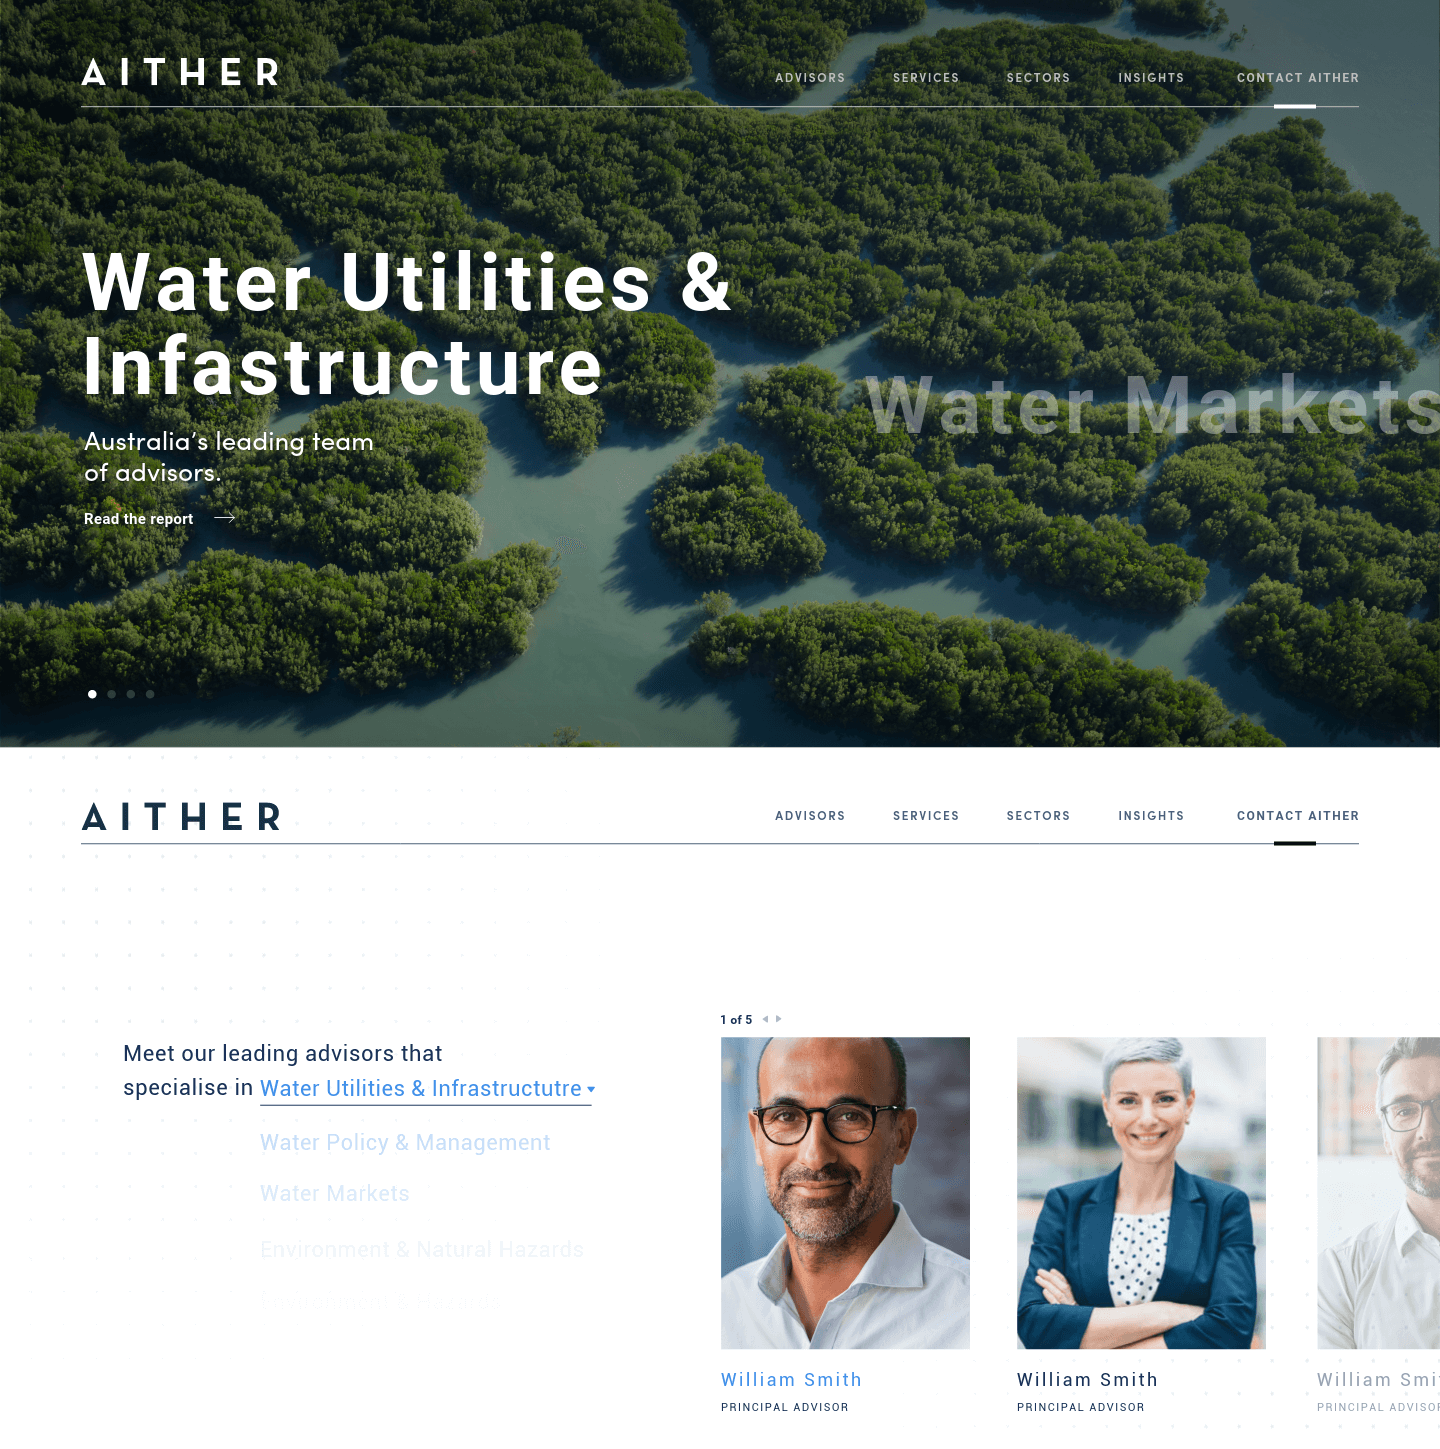 AITHER
ADVISORS SERVICES SECTORS INSIGHTS CONTACT AITHER
Water Utilities &
Infastructure
Water Markets
Australia's leading team
of advisors.
Read the report
AITHER
ADVISORS SERVICES SECTORS INSIGHTS CONTACT AITHER
Meet our leading advisors that
specialise in Water Utilities & Infrastructutre
Water Policy & Management
Water Markets
Environment & Natural Hazards
1 of 5
William Smith
PRINCIPAL ADVISOR
William Smith
PRINCIPAL ADVISOR
William Smi
PRINCIPAL ADVISOR